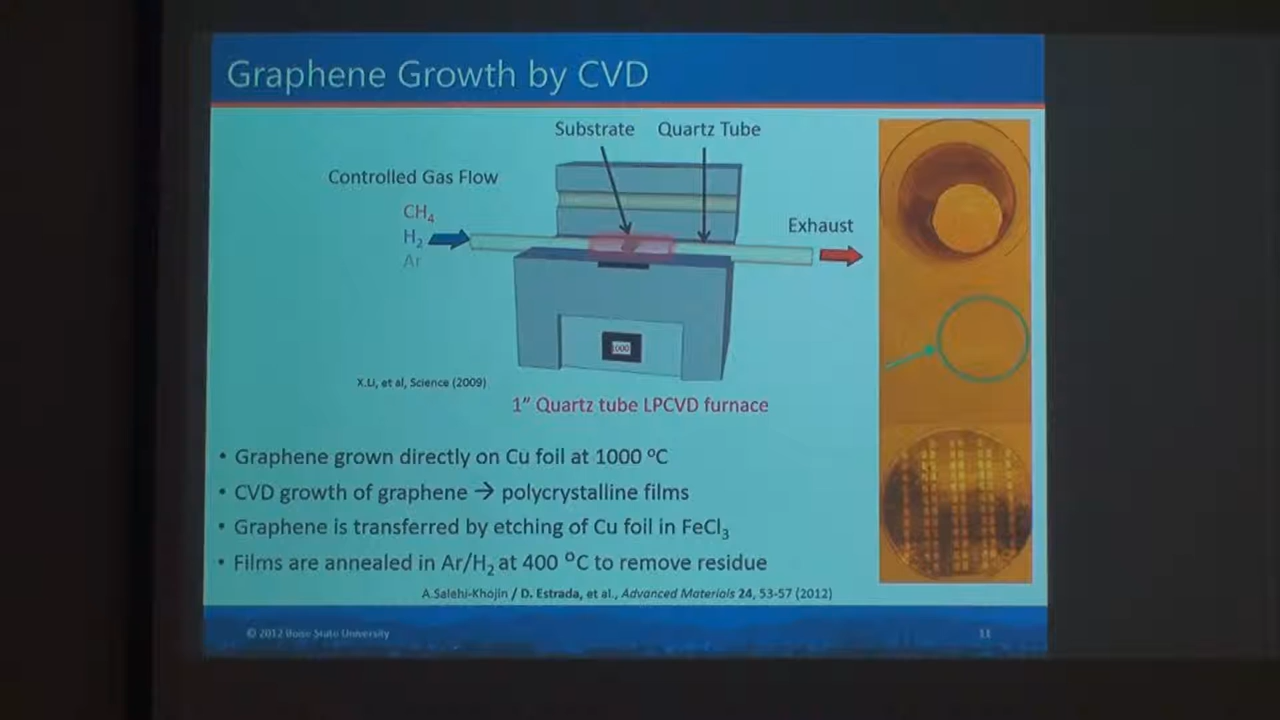 Graphene Growth by CVD
Substrate Quartz Tube
Controlled Gas Flow
CH₄
H₂
Ar
Exhaust
1000
X.Li, et al, Science (2009)
1” Quartz tube LPCVD furnace
• Graphene grown directly on Cu foil at 1000 ⁰C
• CVD growth of graphene → polycrystalline films
• Graphene is transferred by etching of Cu foil in FeCl₃
• Films are annealed in Ar/H₂ at 400 ⁰C to remove residue
A.Salehi-Khojin / D. Estrada, et al., Advanced Materials 24, 53-57 (2012)
© 2012 Boise State University
11